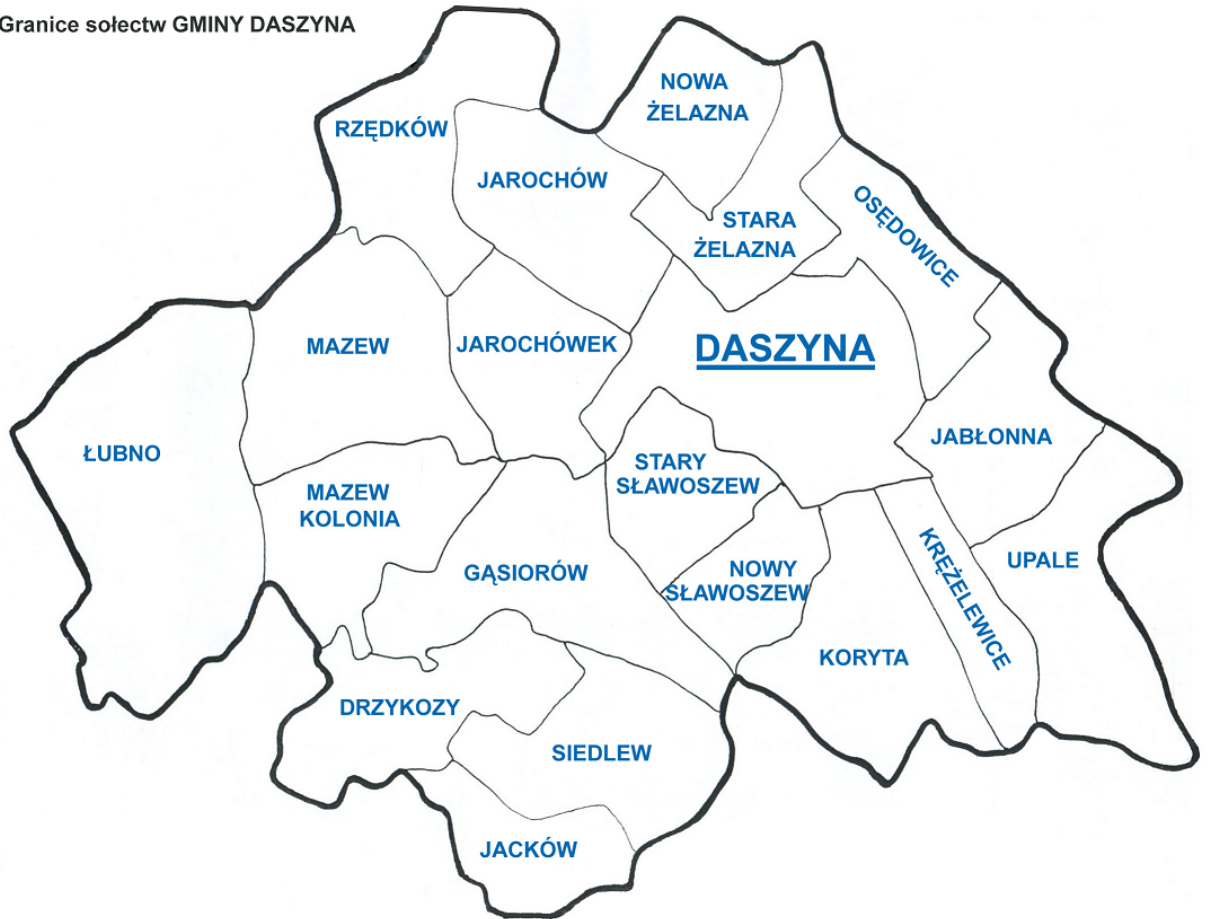 Granice sołectw GMINY DASZYNA
NOWA
ŻELAZNA
RZĘDKÓW
JAROCHÓW
OSĘDOWICE
STARA
ŻELAZNA
MAZEW
JAROCHÓWEK
DASZYNA
ŁUBNO
JABŁONNA
STARY
SŁAWOSZEW
MAZEW
KOLONIA
KRĘŻELEWICE
UPALE
GĄSIORÓW
NOWY
SŁAWOSZEW
KORYTA
DRZYKOZY
SIEDLEW
JACKÓW